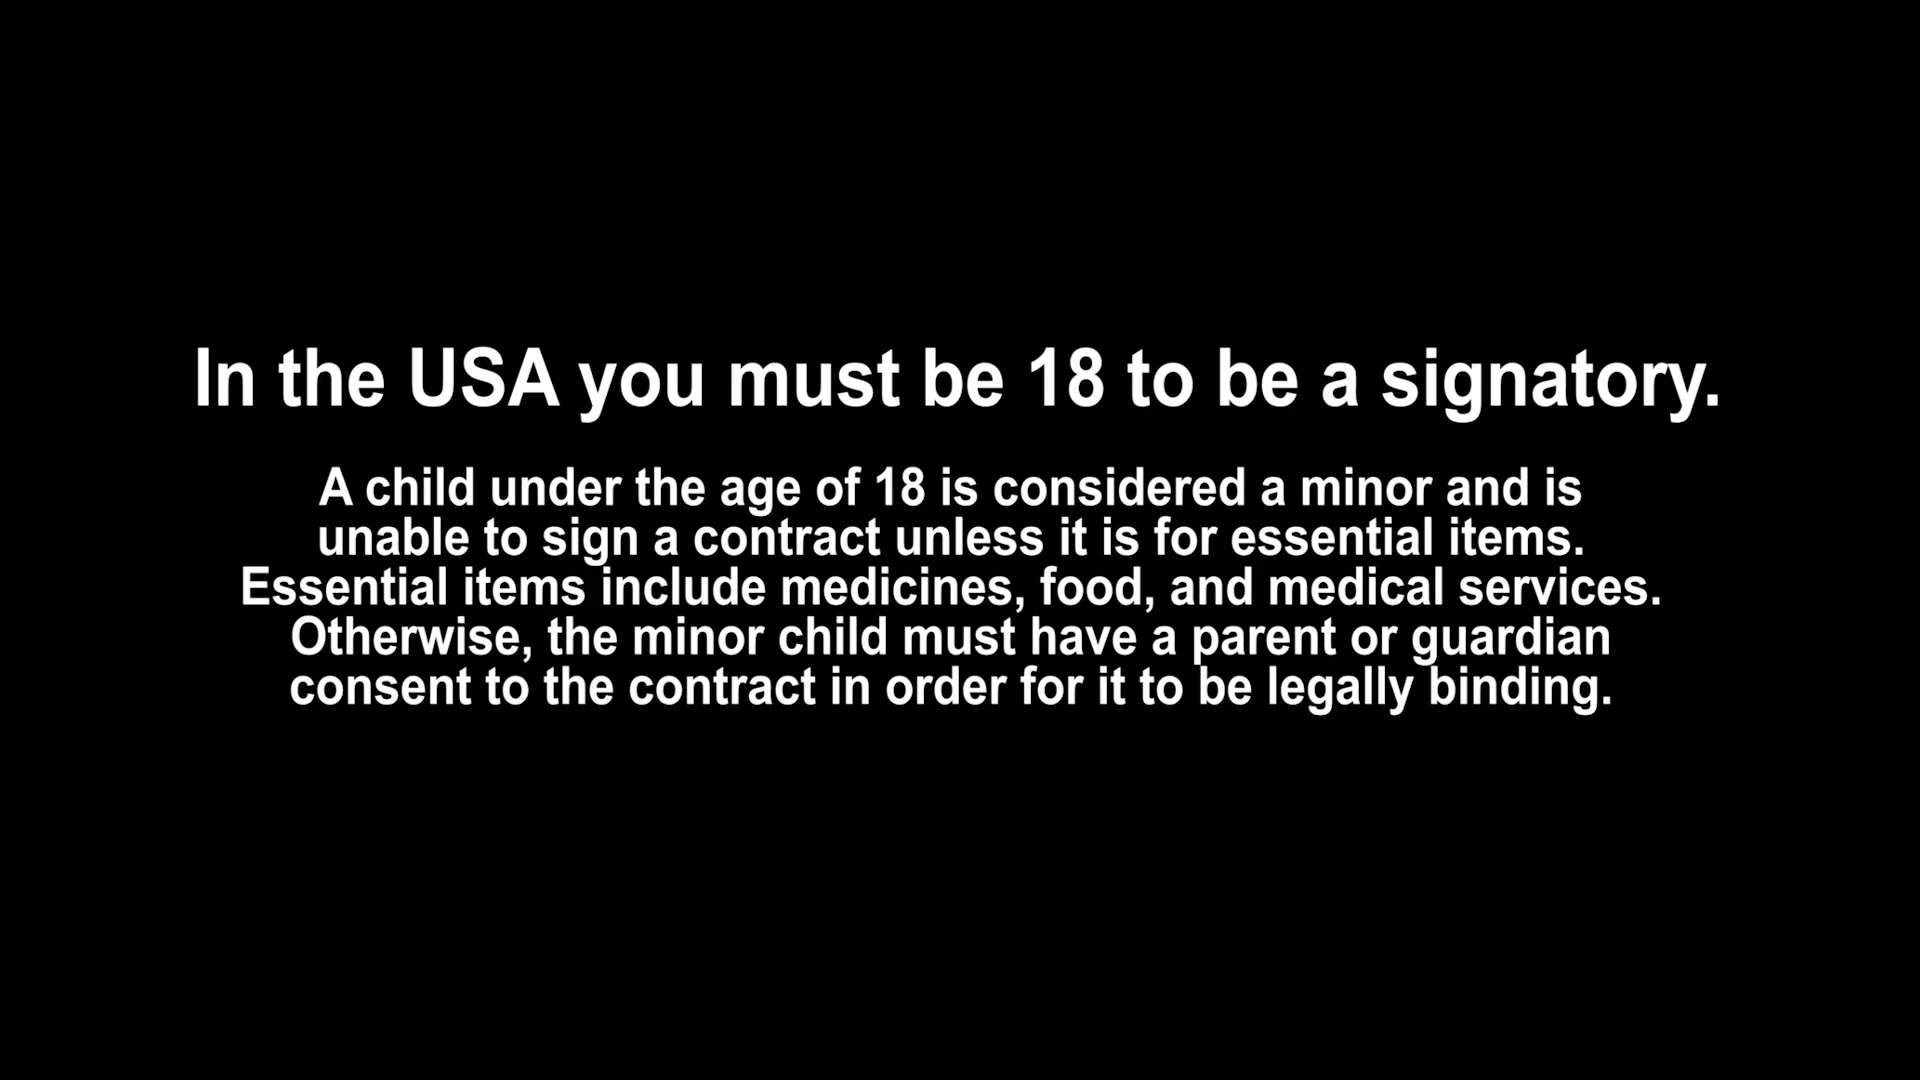 In the USA you must be 18 to be a signatory.
A child under the age of 18 is considered a minor and is
unable to sign a contract unless it is for essential items.
Essential items include medicines, food, and medical services.
Otherwise, the minor child must have a parent or guardian
consent to the contract in order for it to be legally binding.